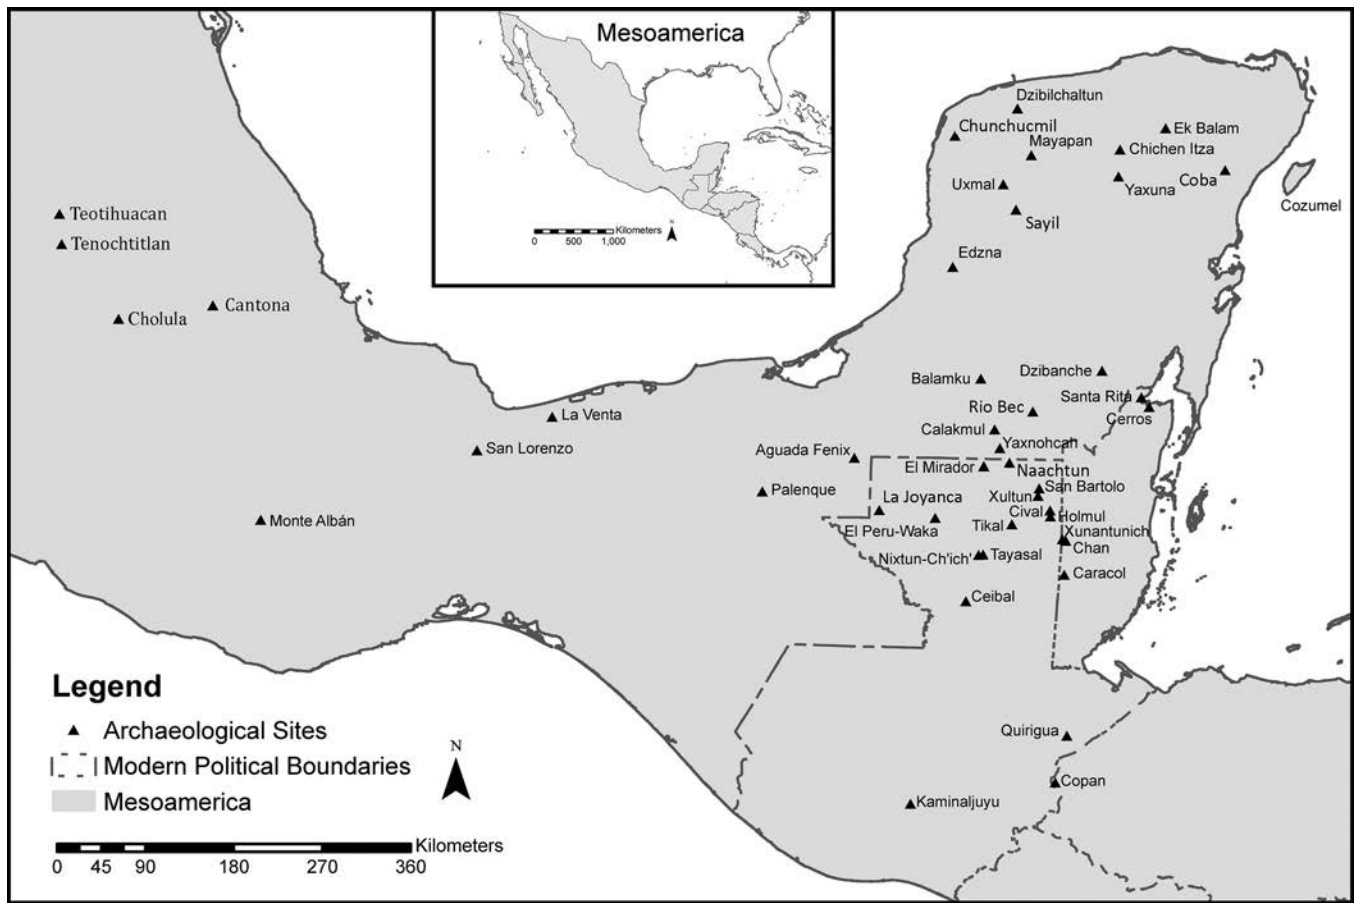 Mesoamerica
N
Kilometers
0 500 1,000
Dzibilchaltun
Chunchucmil
Ek Balam
Mayapan
Chichen Itza
Uxmal
Yaxuna
Coba
Cozumel
Teotihuacan
Sayil
Tenochtitlan
Edzna
Cantona
Cholula
Balamku
Dzibanche
Santa Rita
Rio Bec
La Venta
Cerros
Calakmul
Yaxnohcah
San Lorenzo
Aguada Fenix
El Mirador
Naachtun
Palenque
San Bartolo
La Joyanca
Xultun
Cival
Holmul
Monte Albán
El Peru-Waka
Tikal
Xunantunich
Chan
Nixtun-Ch'ich'
Tayasal
Caracol
Ceibal
Legend
Archaeological Sites
Modern Political Boundaries
Mesoamerica
N
Kilometers
0 45 90 180 270 360
Quirigua
Copan
Kaminaljuyu